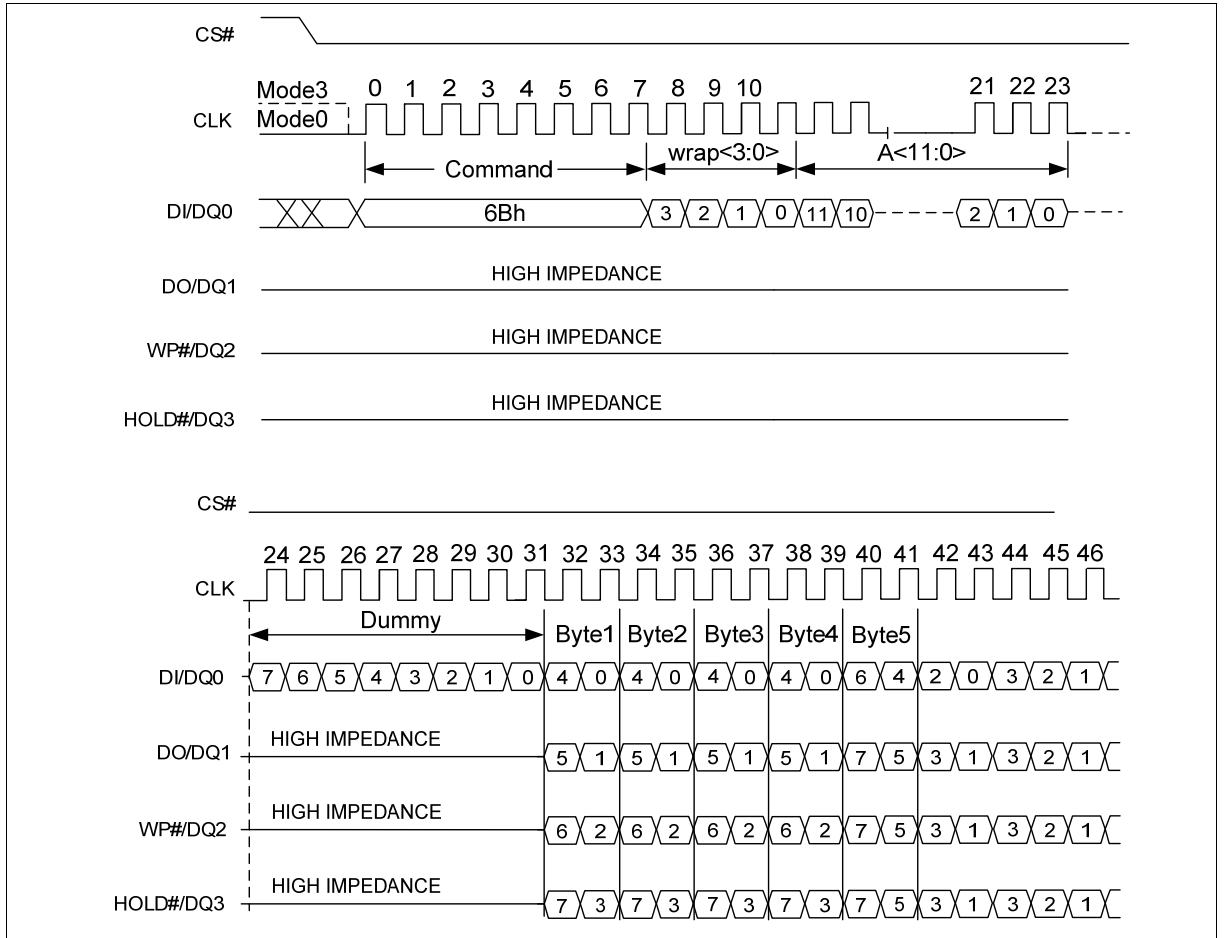 CS#
Mode3 0 1 2 3 4 5 6 7 8 9 10 21 22 23
CLK Mode0
Command wrap<3:0> A<11:0>
DI/DQ0 6Bh 3 2 1 0 11 10 2 1 0
HIGH IMPEDANCE
DO/DQ1
HIGH IMPEDANCE
WP#/DQ2
HIGH IMPEDANCE
HOLD#/DQ3
CS#
24 25 26 27 28 29 30 31 32 33 34 35 36 37 38 39 40 41 42 43 44 45 46
CLK
Dummy Byte1 Byte2 Byte3 Byte4 Byte5
DI/DQ0 7 6 5 4 3 2 1 0 4 0 4 0 4 0 4 0 6 4 2 0 3 2 1
DO/DQ1 HIGH IMPEDANCE 5 1 5 1 5 1 5 1 7 5 3 1 3 2 1
WP#/DQ2 HIGH IMPEDANCE 6 2 6 2 6 2 6 2 7 5 3 1 3 2 1
HOLD#/DQ3 HIGH IMPEDANCE 7 3 7 3 7 3 7 3 7 5 3 1 3 2 1